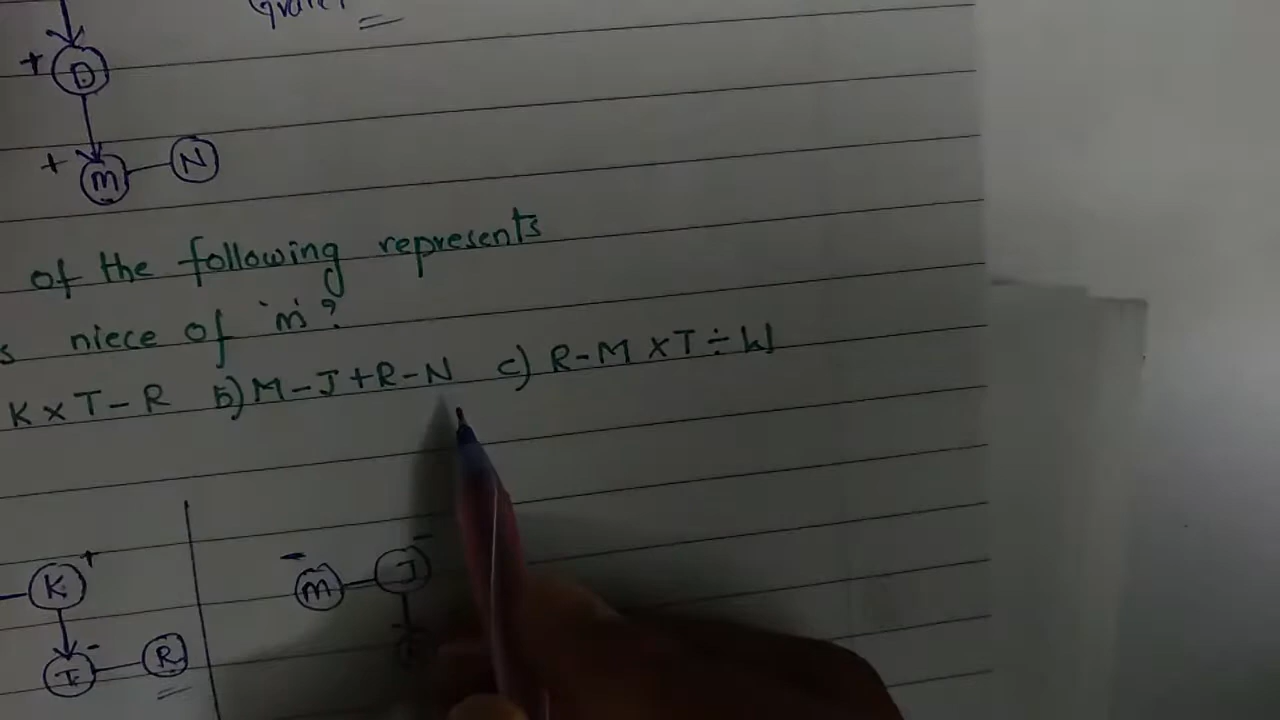 + D
+ M N
of the following represents
s niece of 'm'?
K × T - R b) M - J + R - N c) R - M × T ÷ W
K + M - J -
T - R